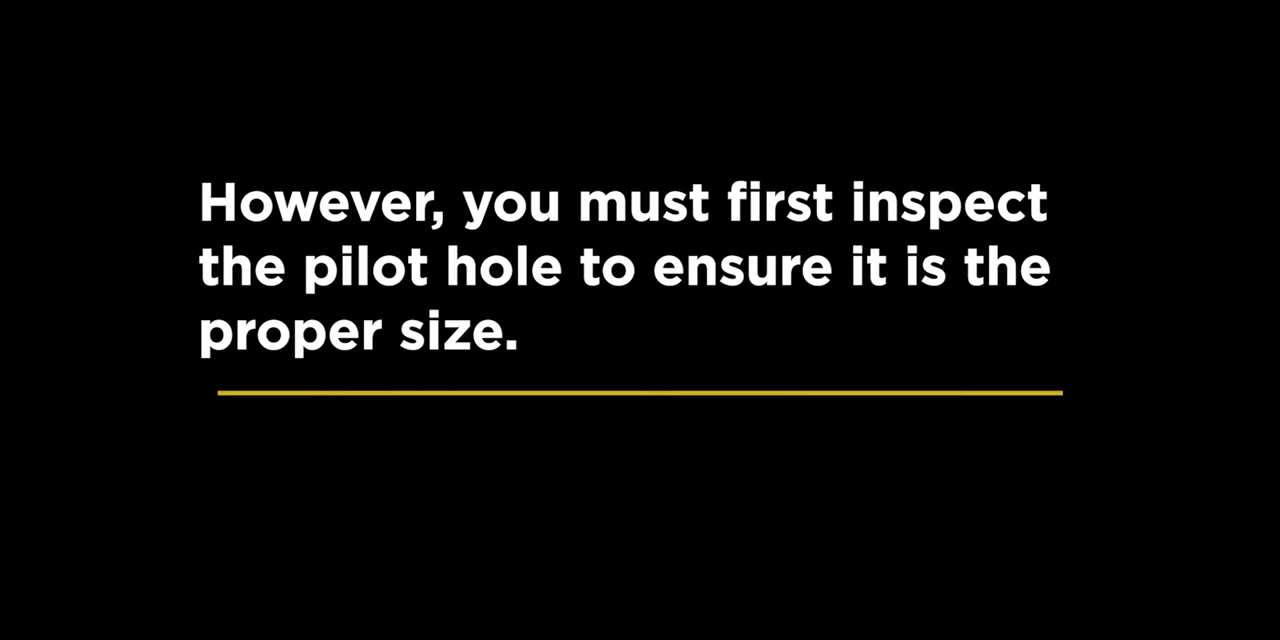 However, you must first inspect
the pilot hole to ensure it is the
proper size.